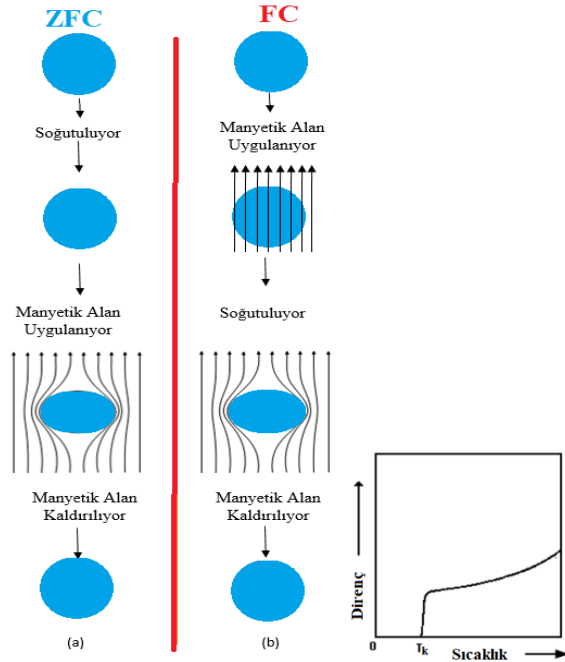 ZFC
Soğutuluyor
Manyetik Alan
Uygulanıyor
Manyetik Alan
Kaldırılıyor
(a)
FC
Manyetik Alan
Uygulanıyor
Soğutuluyor
Manyetik Alan
Kaldırılıyor
(b)
Direnç
0
Tk
Sıcaklık